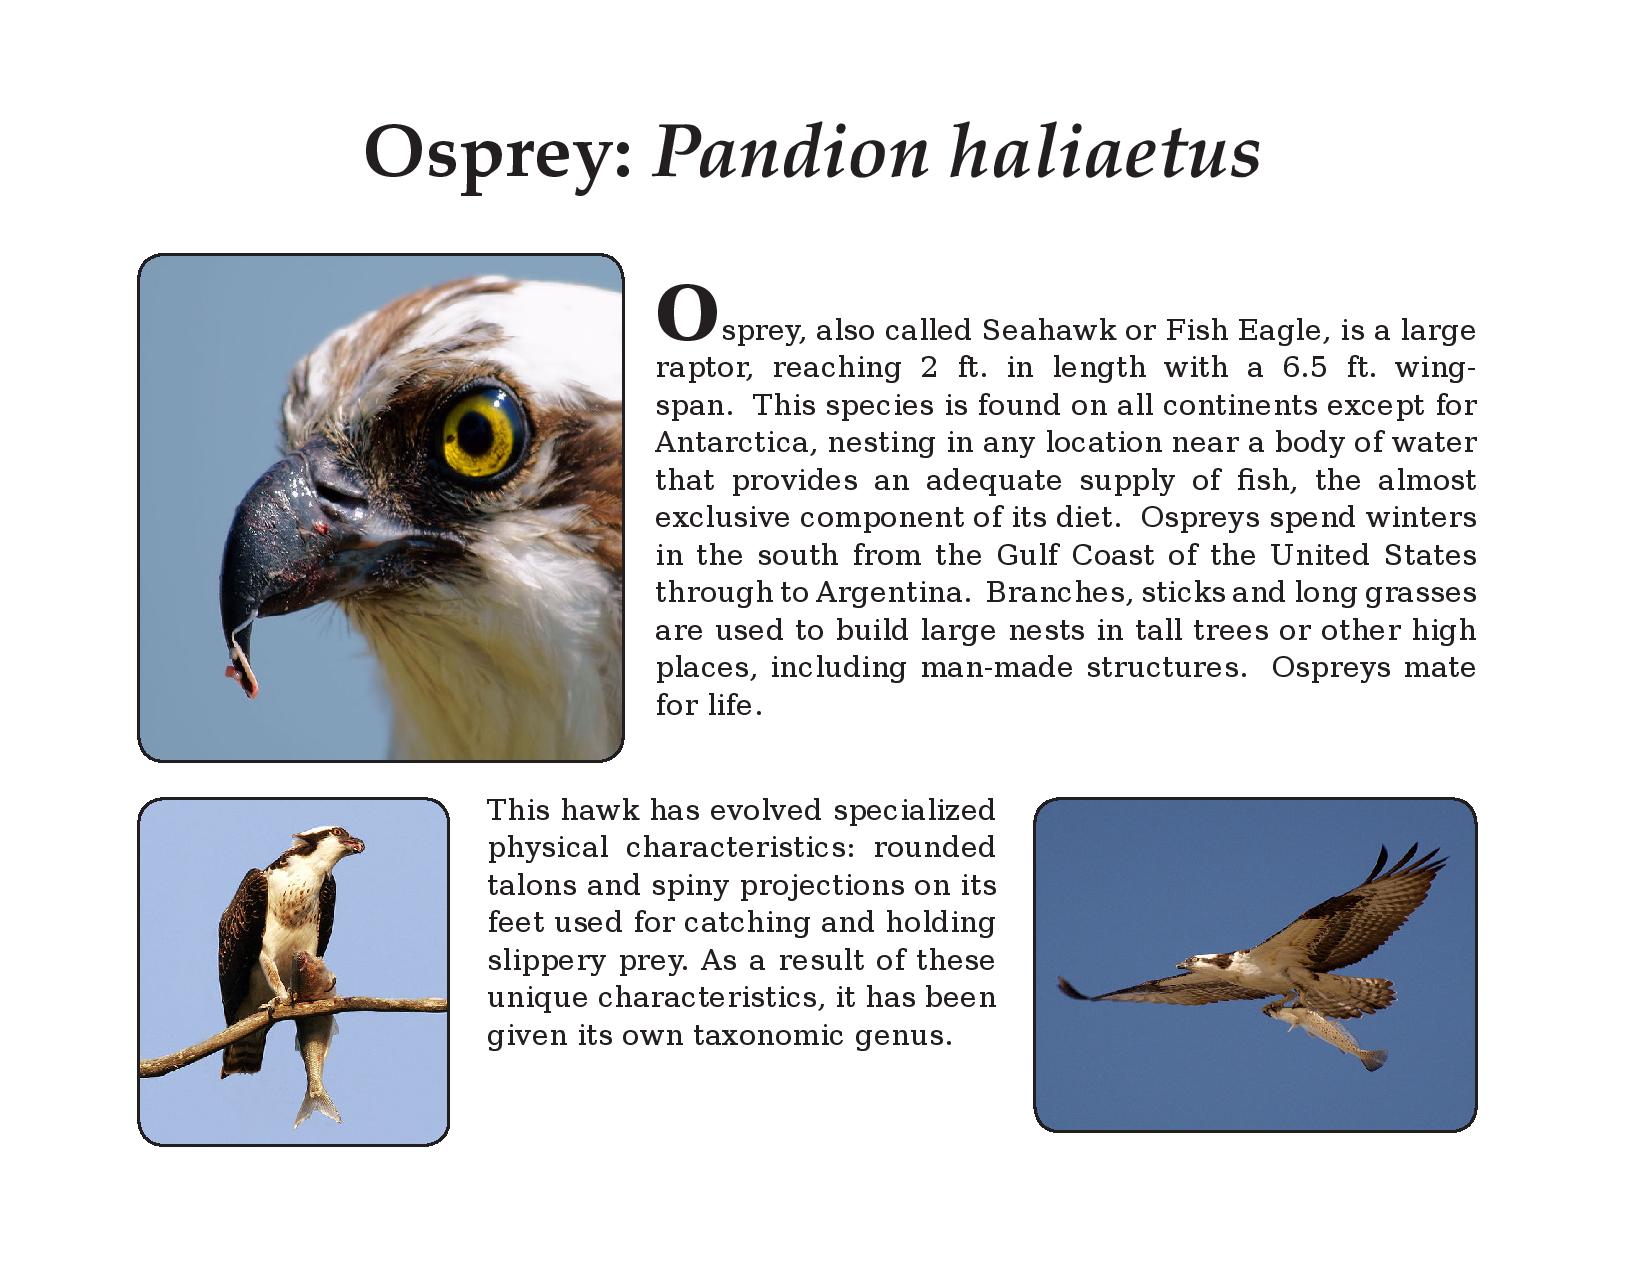 Osprey: Pandion haliaetus
Osprey, also called Seahawk or Fish Eagle, is a large
raptor, reaching 2 ft. in length with a 6.5 ft. wing-
span. This species is found on all continents except for
Antarctica, nesting in any location near a body of water
that provides an adequate supply of fish, the almost
exclusive component of its diet. Ospreys spend winters
in the south from the Gulf Coast of the United States
through to Argentina. Branches, sticks and long grasses
are used to build large nests in tall trees or other high
places, including man-made structures. Ospreys mate
for life.
This hawk has evolved specialized
physical characteristics: rounded
talons and spiny projections on its
feet used for catching and holding
slippery prey. As a result of these
unique characteristics, it has been
given its own taxonomic genus.